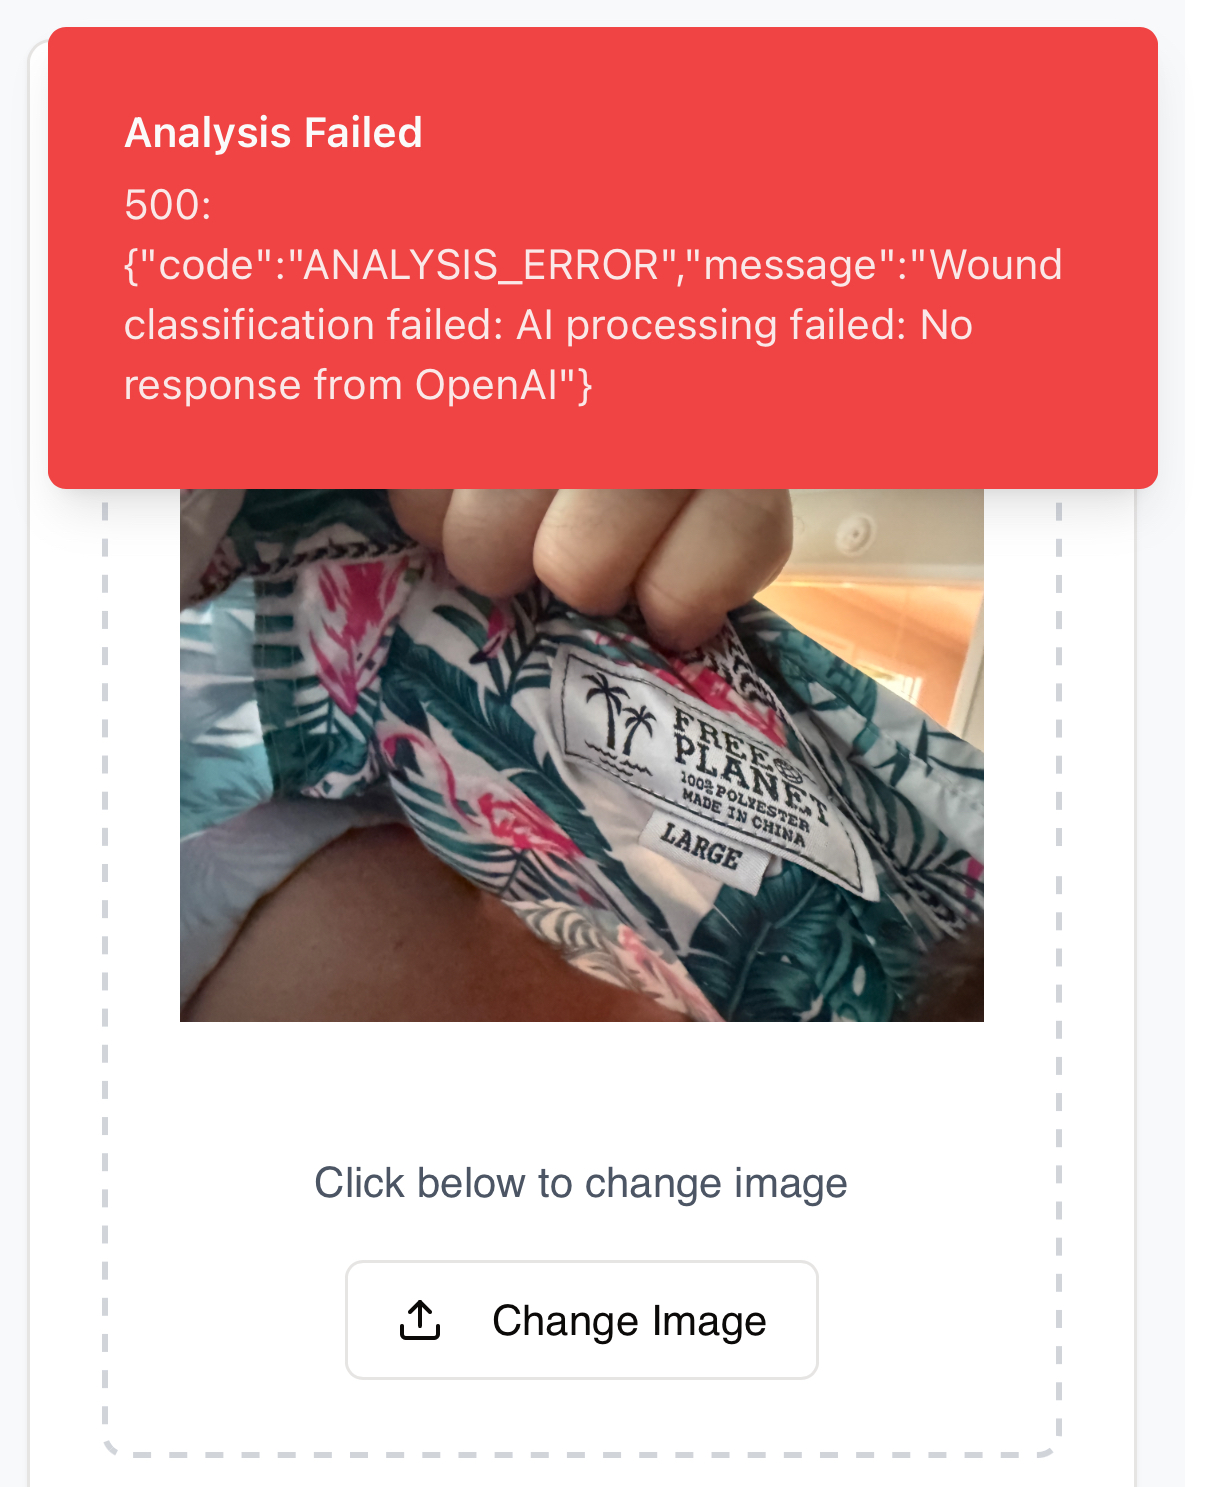 Analysis Failed
500:
{"code":"ANALYSIS_ERROR","message":"Wound
classification failed: AI processing failed: No
response from OpenAI"}
FREE
PLANET
100% POLYESTER
MADE IN CHINA
LARGE
Click below to change image
Change Image